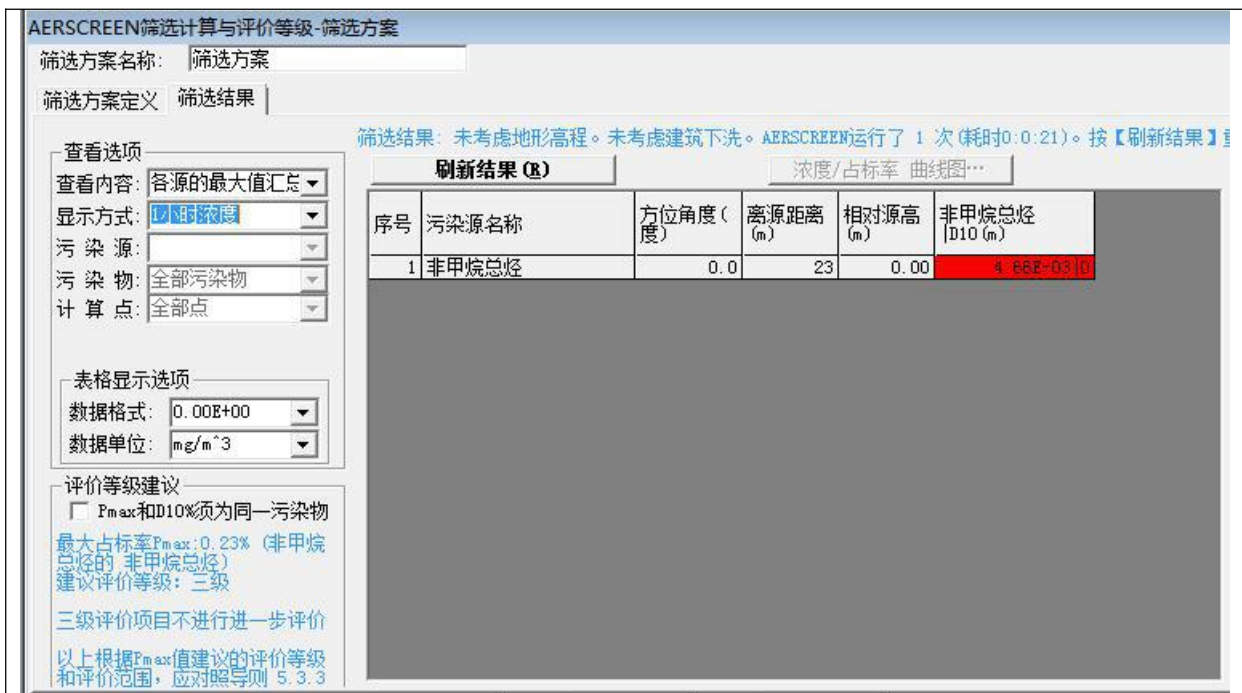 AERSCREEN筛选计算与评价等级-筛选方案
筛选方案名称: 筛选方案
筛选方案定义 筛选结果
筛选结果: 未考虑地形高程。未考虑建筑下洗。AERSCREEN运行了 1 次(耗时0:0:21)。按【刷新结果】重
查看选项
刷新结果(R) 浓度/占标率 曲线图…
查看内容: 各源的最大值汇总
显示方式: 1小时浓度
污 染 源:
污 染 物: 全部污染物
计 算 点: 全部点
序号 污染源名称 方位角度(度) 离源距离(m) 相对源高(m) 非甲烷总烃|D10(m)
1 非甲烷总烃 0.0 23 0.00 4.66E-03|0
表格显示选项
数据格式: 0.00E+00
数据单位: mg/m^3
评价等级建议
Pmax和D10%须为同一污染物
最大占标率Pmax:0.23% (非甲烷
总烃的 非甲烷总烃)
建议评价等级: 三级
三级评价项目不进行进一步评价
以上根据Pmax值建议的评价等级
和评价范围,应对照导则 5.3.3